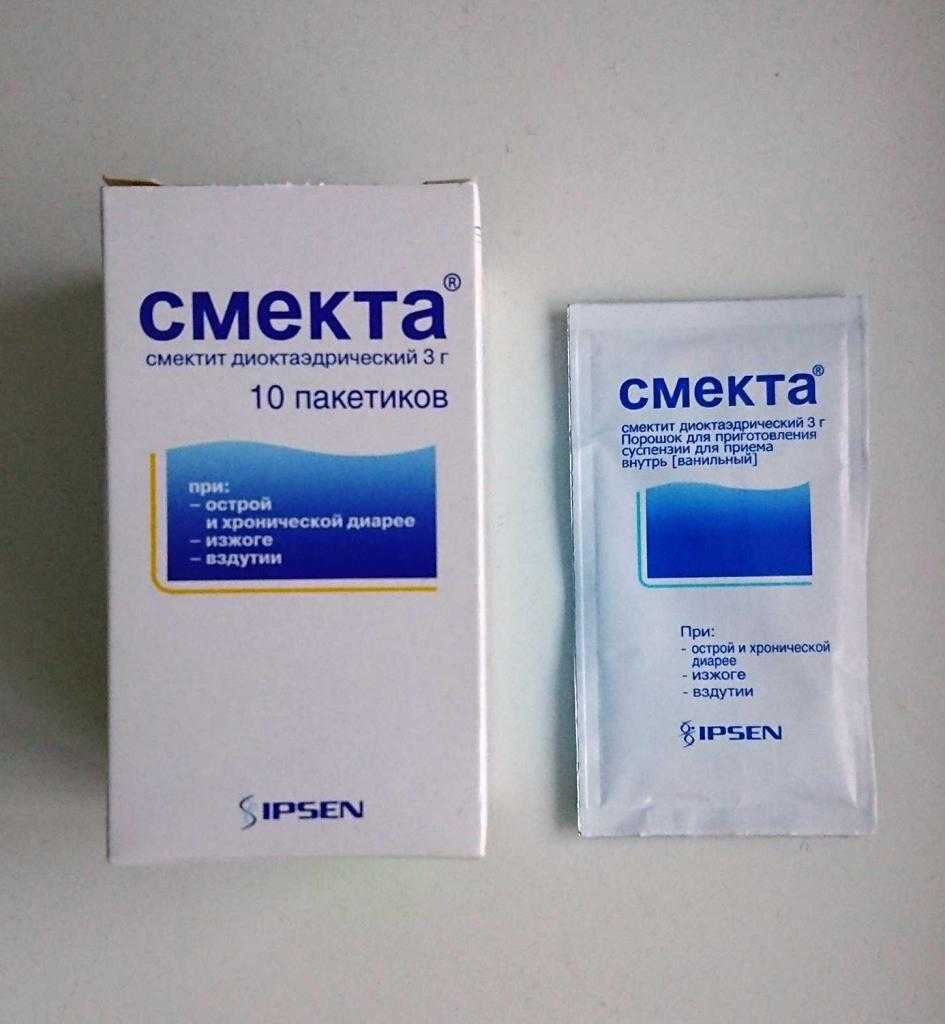 смекта®
смектит диоктаэдрический 3 г
10 пакетиков
при:
– острой
и хронической диарее
– изжоге
– вздутии
IPSEN
смекта®
смектит диоктаэдрический 3 г
Порошок для приготовления
суспензии для приема
внутрь [ванильный]
При:
- острой и хронической
диарее
- изжоге
- вздутии
IPSEN